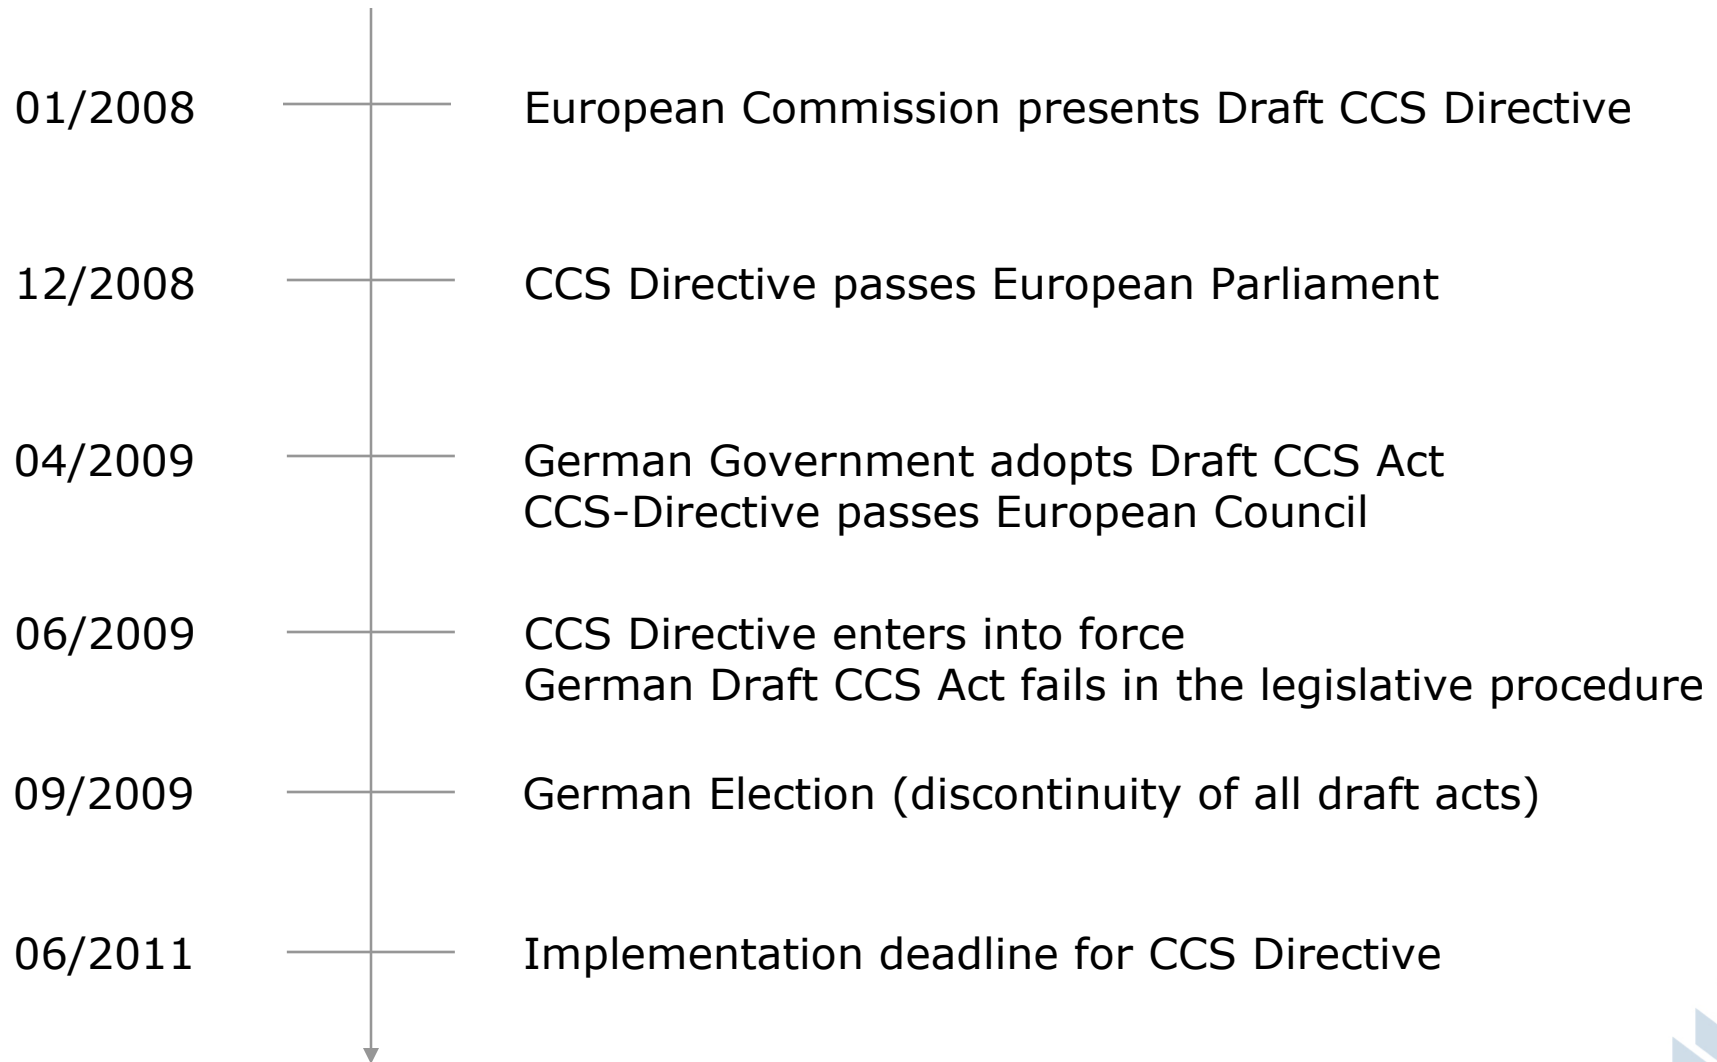 01/2008 European Commission presents Draft CCS Directive
12/2008 CCS Directive passes European Parliament
04/2009 German Government adopts Draft CCS Act
CCS-Directive passes European Council
06/2009 CCS Directive enters into force
German Draft CCS Act fails in the legislative procedure
09/2009 German Election (discontinuity of all draft acts)
06/2011 Implementation deadline for CCS Directive